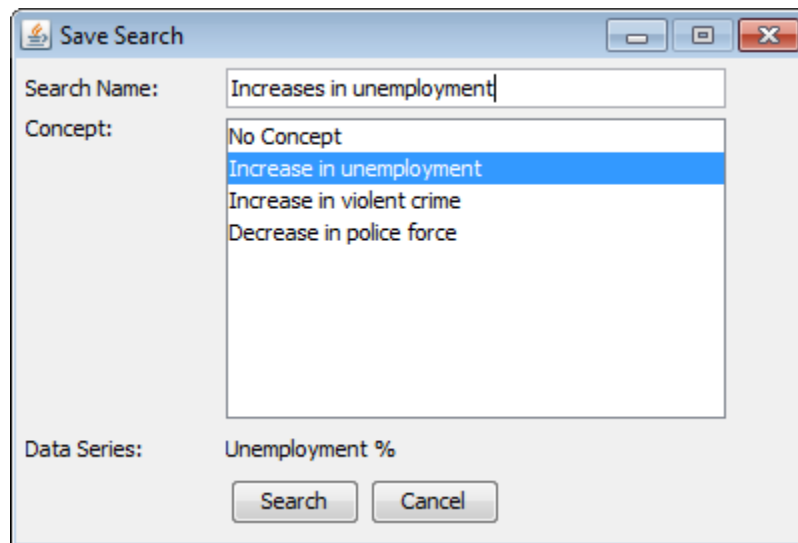 Save Search
Search Name: Increases in unemployment
Concept:
No Concept
Increase in unemployment
Increase in violent crime
Decrease in police force
Data Series: Unemployment %
Search Cancel